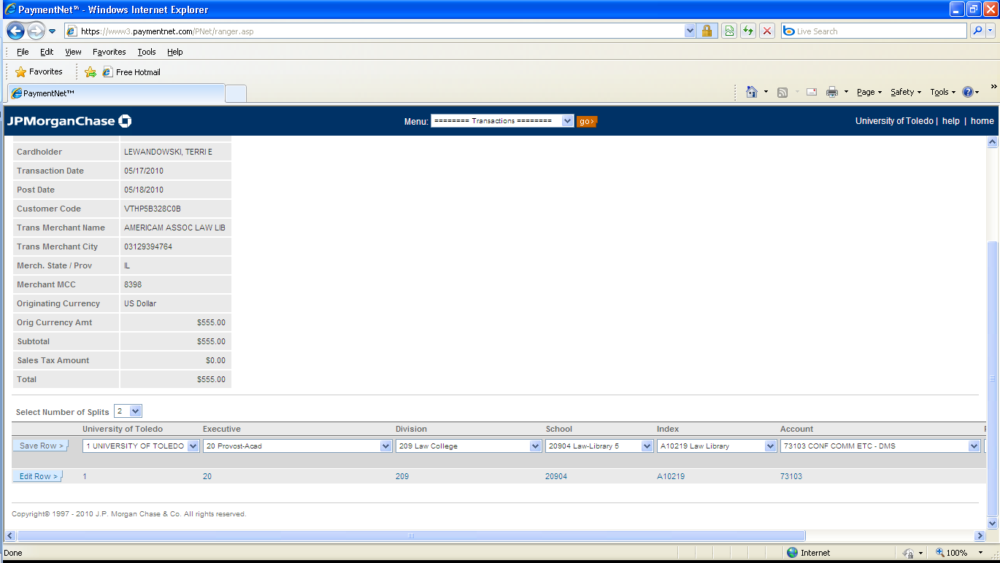 PaymentNet™ - Windows Internet Explorer
https://www3.paymentnet.com/PNet/ranger.asp
Live Search
File Edit View Favorites Tools Help
Favorites Free Hotmail
PaymentNet™ Page Safety Tools »
JPMorganChase Menu: ======== Transactions ======== go› University of Toledo | help | home
Cardholder LEWANDOWSKI, TERRI E
Transaction Date 05/17/2010
Post Date 05/18/2010
Customer Code VTHP5B328C0B
Trans Merchant Name AMERICAM ASSOC LAW LIB
Trans Merchant City 03129394764
Merch. State / Prov IL
Merchant MCC 8398
Originating Currency US Dollar
Orig Currency Amt $555.00
Subtotal $555.00
Sales Tax Amount $0.00
Total $555.00
Select Number of Splits 2
University of Toledo Executive Division School Index Account
Save Row > 1 UNIVERSITY OF TOLEDO 20 Provost-Acad 209 Law College 20904 Law-Library 5 A10219 Law Library 73103 CONF COMM ETC - DMS
Edit Row > 1 20 209 20904 A10219 73103
Copyright© 1997 - 2010 J.P. Morgan Chase & Co. All rights reserved.
Done Internet 100%